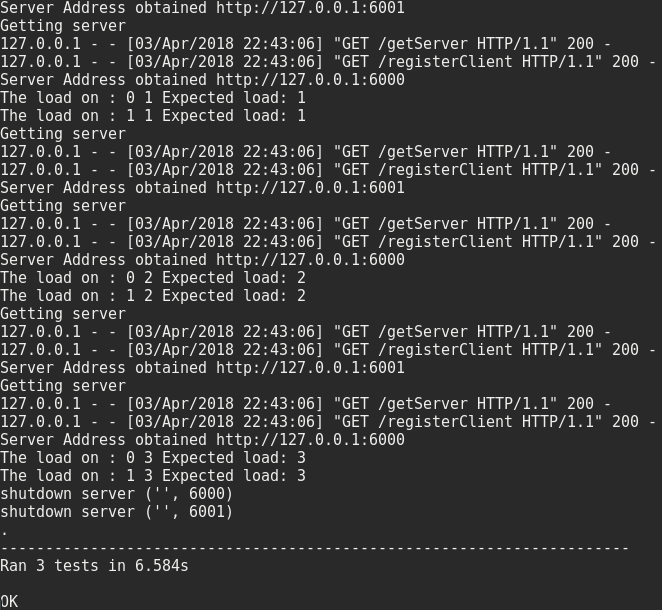 Server Address obtained http://127.0.0.1:6001
Getting server
127.0.0.1 - - [03/Apr/2018 22:43:06] "GET /getServer HTTP/1.1" 200 -
127.0.0.1 - - [03/Apr/2018 22:43:06] "GET /registerClient HTTP/1.1" 200 -
Server Address obtained http://127.0.0.1:6000
The load on : 0 1 Expected load: 1
The load on : 1 1 Expected load: 1
Getting server
127.0.0.1 - - [03/Apr/2018 22:43:06] "GET /getServer HTTP/1.1" 200 -
127.0.0.1 - - [03/Apr/2018 22:43:06] "GET /registerClient HTTP/1.1" 200 -
Server Address obtained http://127.0.0.1:6001
Getting server
127.0.0.1 - - [03/Apr/2018 22:43:06] "GET /getServer HTTP/1.1" 200 -
127.0.0.1 - - [03/Apr/2018 22:43:06] "GET /registerClient HTTP/1.1" 200 -
Server Address obtained http://127.0.0.1:6000
The load on : 0 2 Expected load: 2
The load on : 1 2 Expected load: 2
Getting server
127.0.0.1 - - [03/Apr/2018 22:43:06] "GET /getServer HTTP/1.1" 200 -
127.0.0.1 - - [03/Apr/2018 22:43:06] "GET /registerClient HTTP/1.1" 200 -
Server Address obtained http://127.0.0.1:6001
Getting server
127.0.0.1 - - [03/Apr/2018 22:43:06] "GET /getServer HTTP/1.1" 200 -
127.0.0.1 - - [03/Apr/2018 22:43:06] "GET /registerClient HTTP/1.1" 200 -
Server Address obtained http://127.0.0.1:6000
The load on : 0 3 Expected load: 3
The load on : 1 3 Expected load: 3
shutdown server ('', 6000)
shutdown server ('', 6001)
.
----------------------------------------------------------------------
Ran 3 tests in 6.584s
OK